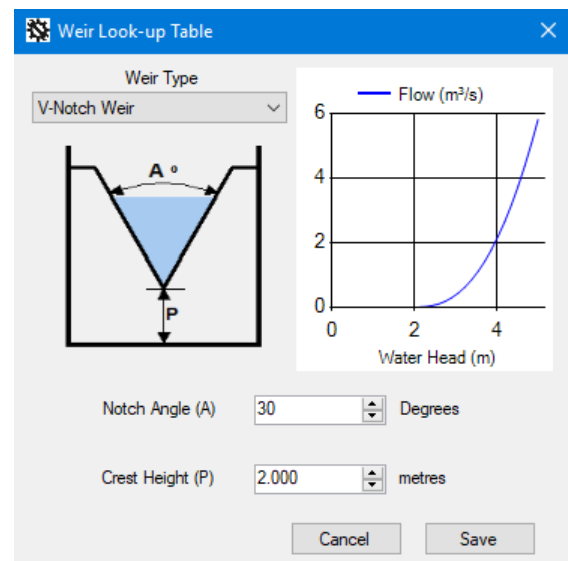 Weir Look-up Table
Weir Type
V-Notch Weir
A °
P
Flow (m³/s)
6
4
2
0
0 2 4
Water Head (m)
Notch Angle (A) 30 Degrees
Crest Height (P) 2.000 metres
Cancel Save